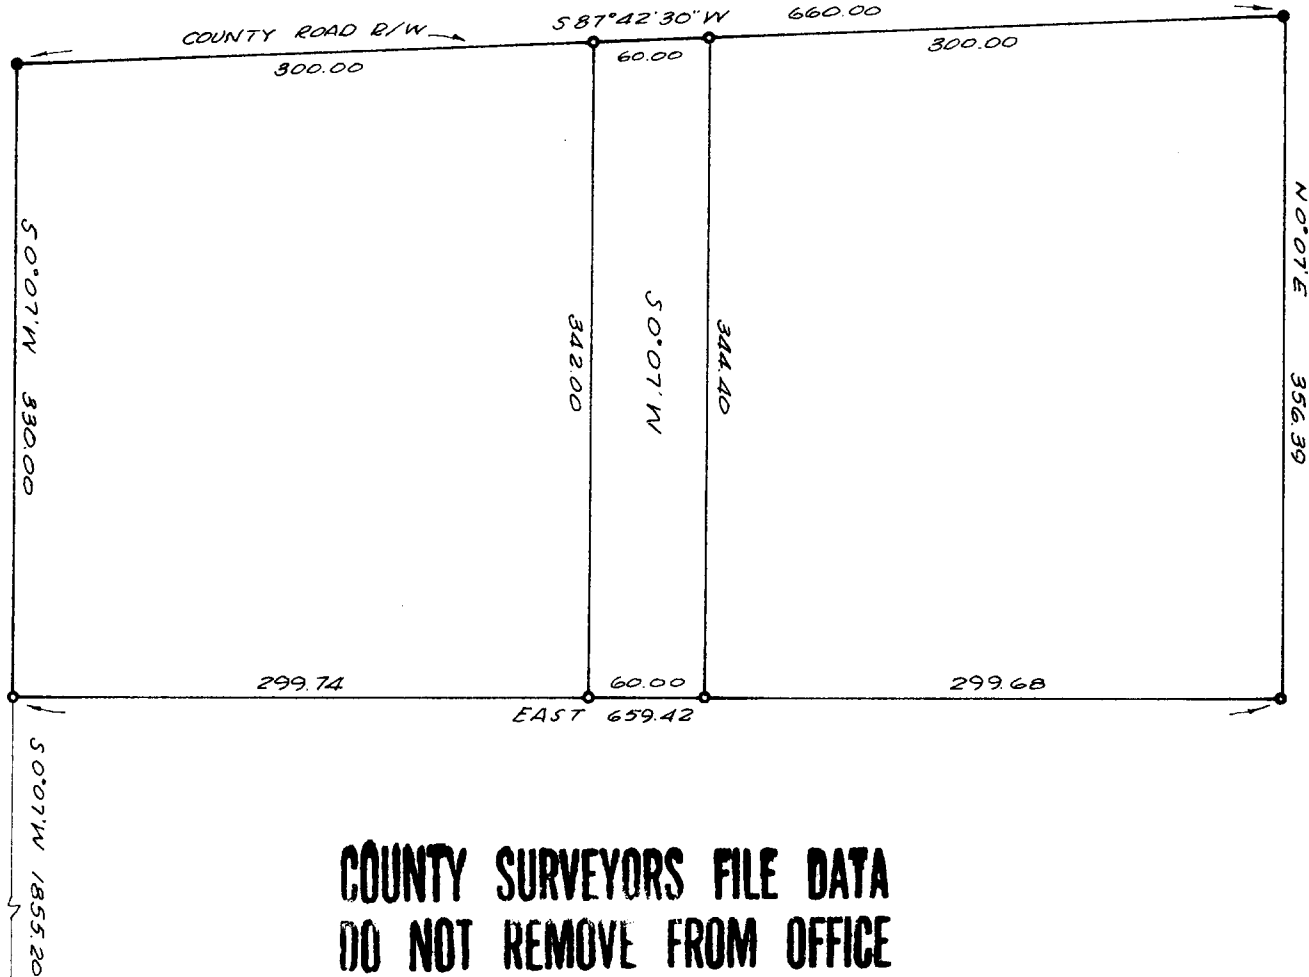 S 87°42'30" W 660.00
COUNTY ROAD R/W
300.00
60.00
300.00
S 0°07' W 330.00
342.00
S 0°07' W
344.40
N 0°07' E 356.39
299.74
60.00
299.68
EAST 659.42
S 0°07' W 1855.20
COUNTY SURVEYORS FILE DATA
DO NOT REMOVE FROM OFFICE